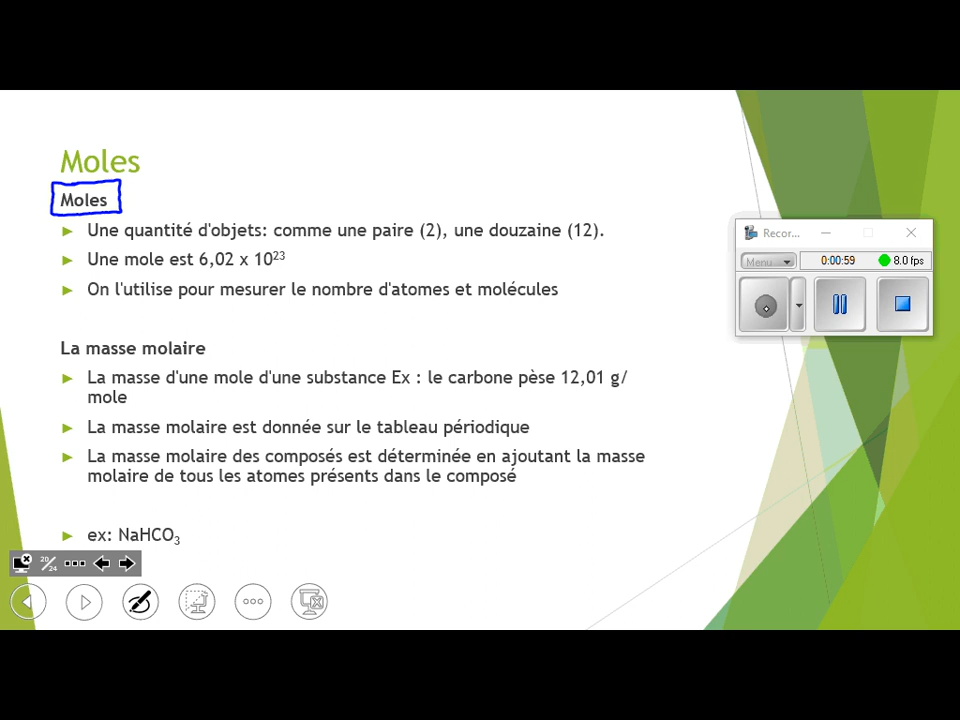 Moles
Moles
Une quantité d'objets: comme une paire (2), une douzaine (12).
Une mole est 6,02 x 10²³
On l'utilise pour mesurer le nombre d'atomes et molécules
La masse molaire
La masse d'une mole d'une substance Ex : le carbone pèse 12,01 g/
mole
La masse molaire est donnée sur le tableau périodique
La masse molaire des composés est déterminée en ajoutant la masse
molaire de tous les atomes présents dans le composé
ex: NaHCO₃
Recor...
Menu
0:00:59
8.0 fps
20/24